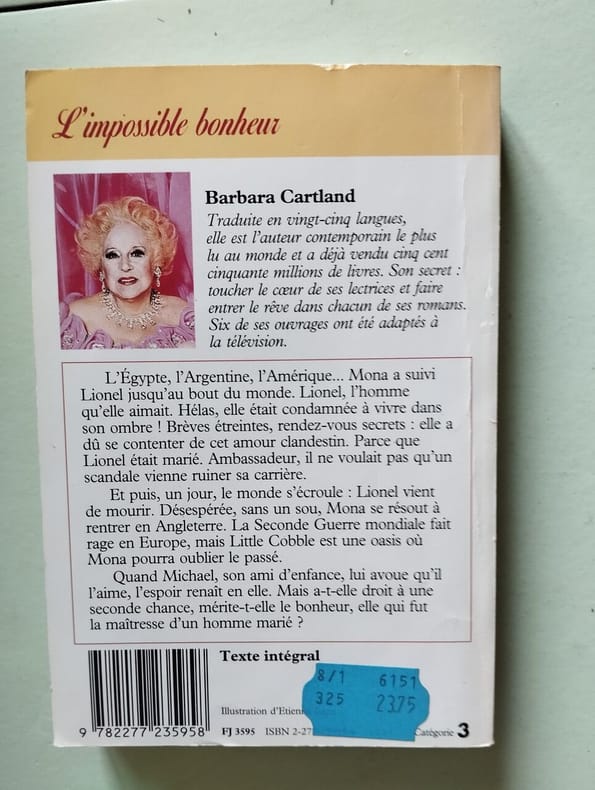 L'impossible bonheur
Barbara Cartland
Traduite en vingt-cinq langues,
elle est l'auteur contemporain le plus
lu au monde et a déjà vendu cinq cent
cinquante millions de livres. Son secret :
toucher le cœur de ses lectrices et faire
entrer le rêve dans chacun de ses romans.
Six de ses ouvrages ont été adaptés à
la télévision.
L'Égypte, l'Argentine, l'Amérique... Mona a suivi
Lionel jusqu'au bout du monde. Lionel, l'homme
qu'elle aimait. Hélas, elle était condamnée à vivre dans
son ombre ! Brèves étreintes, rendez-vous secrets : elle a
dû se contenter de cet amour clandestin. Parce que
Lionel était marié. Ambassadeur, il ne voulait pas qu'un
scandale vienne ruiner sa carrière.
Et puis, un jour, le monde s'écroule : Lionel vient
de mourir. Désespérée, sans un sou, Mona se résout à
rentrer en Angleterre. La Seconde Guerre mondiale fait
rage en Europe, mais Little Cobble est une oasis où
Mona pourra oublier le passé.
Quand Michael, son ami d'enfance, lui avoue qu'il
l'aime, l'espoir renaît en elle. Mais a-t-elle droit à une
seconde chance, mérite-t-elle le bonheur, elle qui fut
la maîtresse d'un homme marié ?
Texte intégral
8/1 6151
325 2375
Illustration d'Etien
9 782277 235958
FJ 3595 ISBN 2-27 Catégorie 3